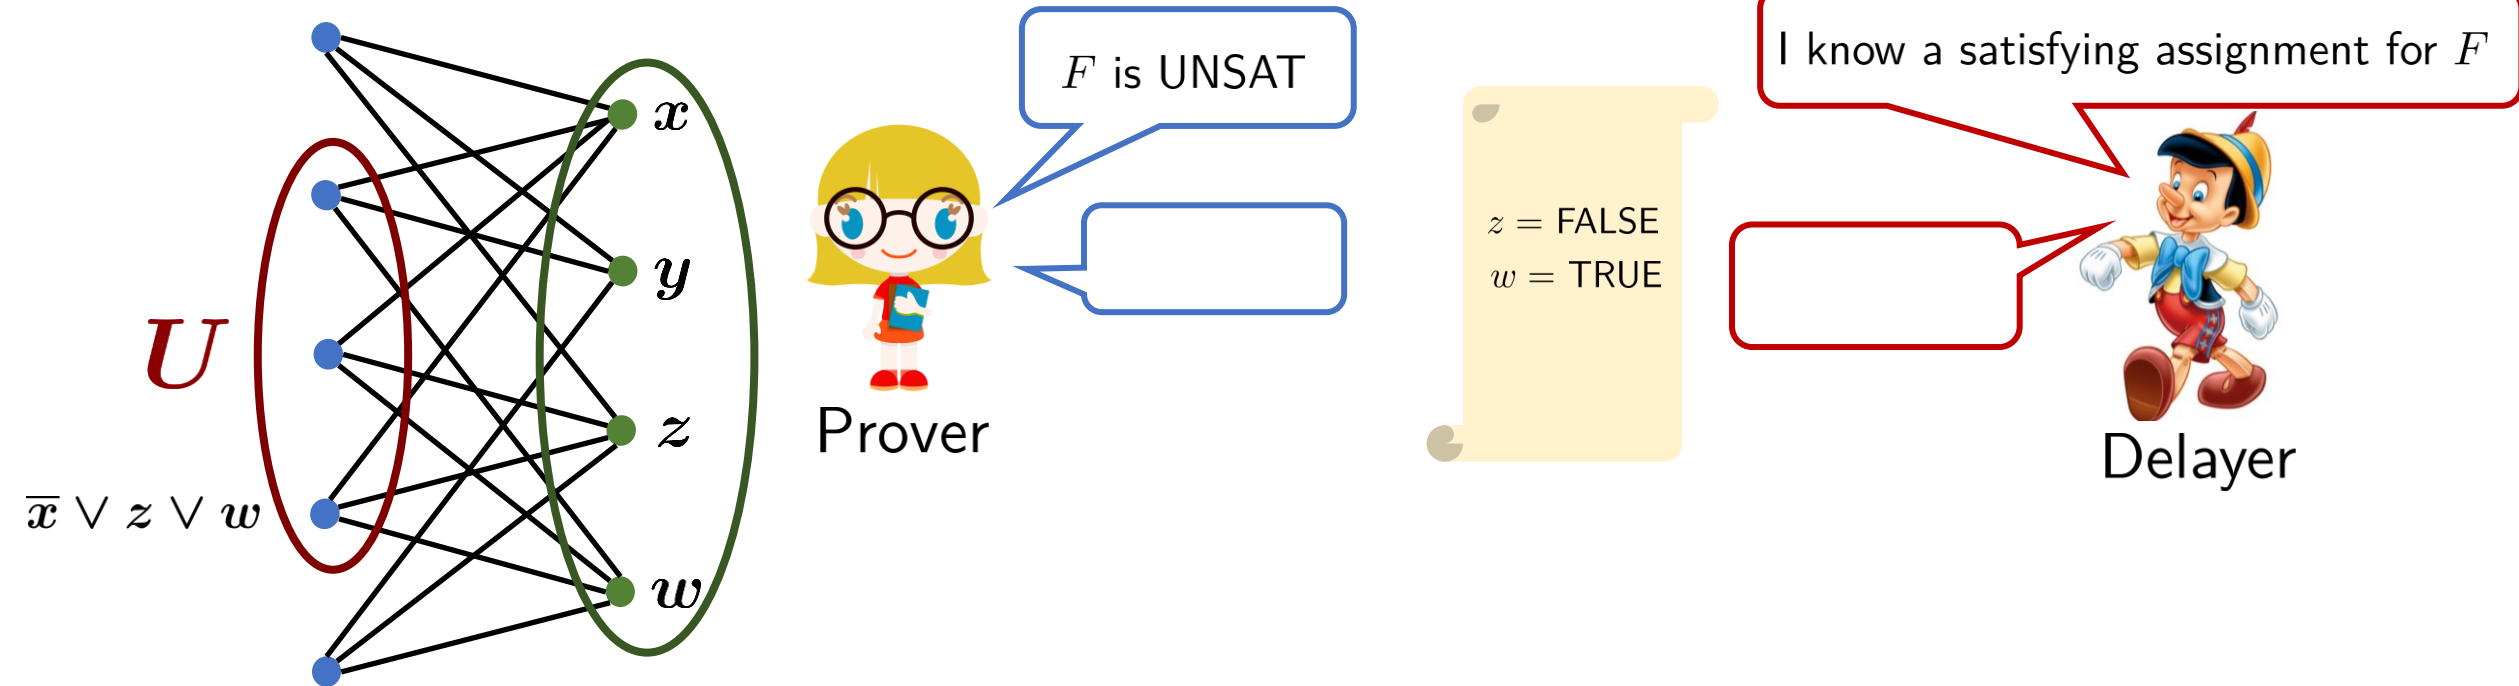 x
y
z
w
U
x̅ ∨ z ∨ w
F is UNSAT
Prover
z = FALSE
w = TRUE
I know a satisfying assignment for F
Delayer